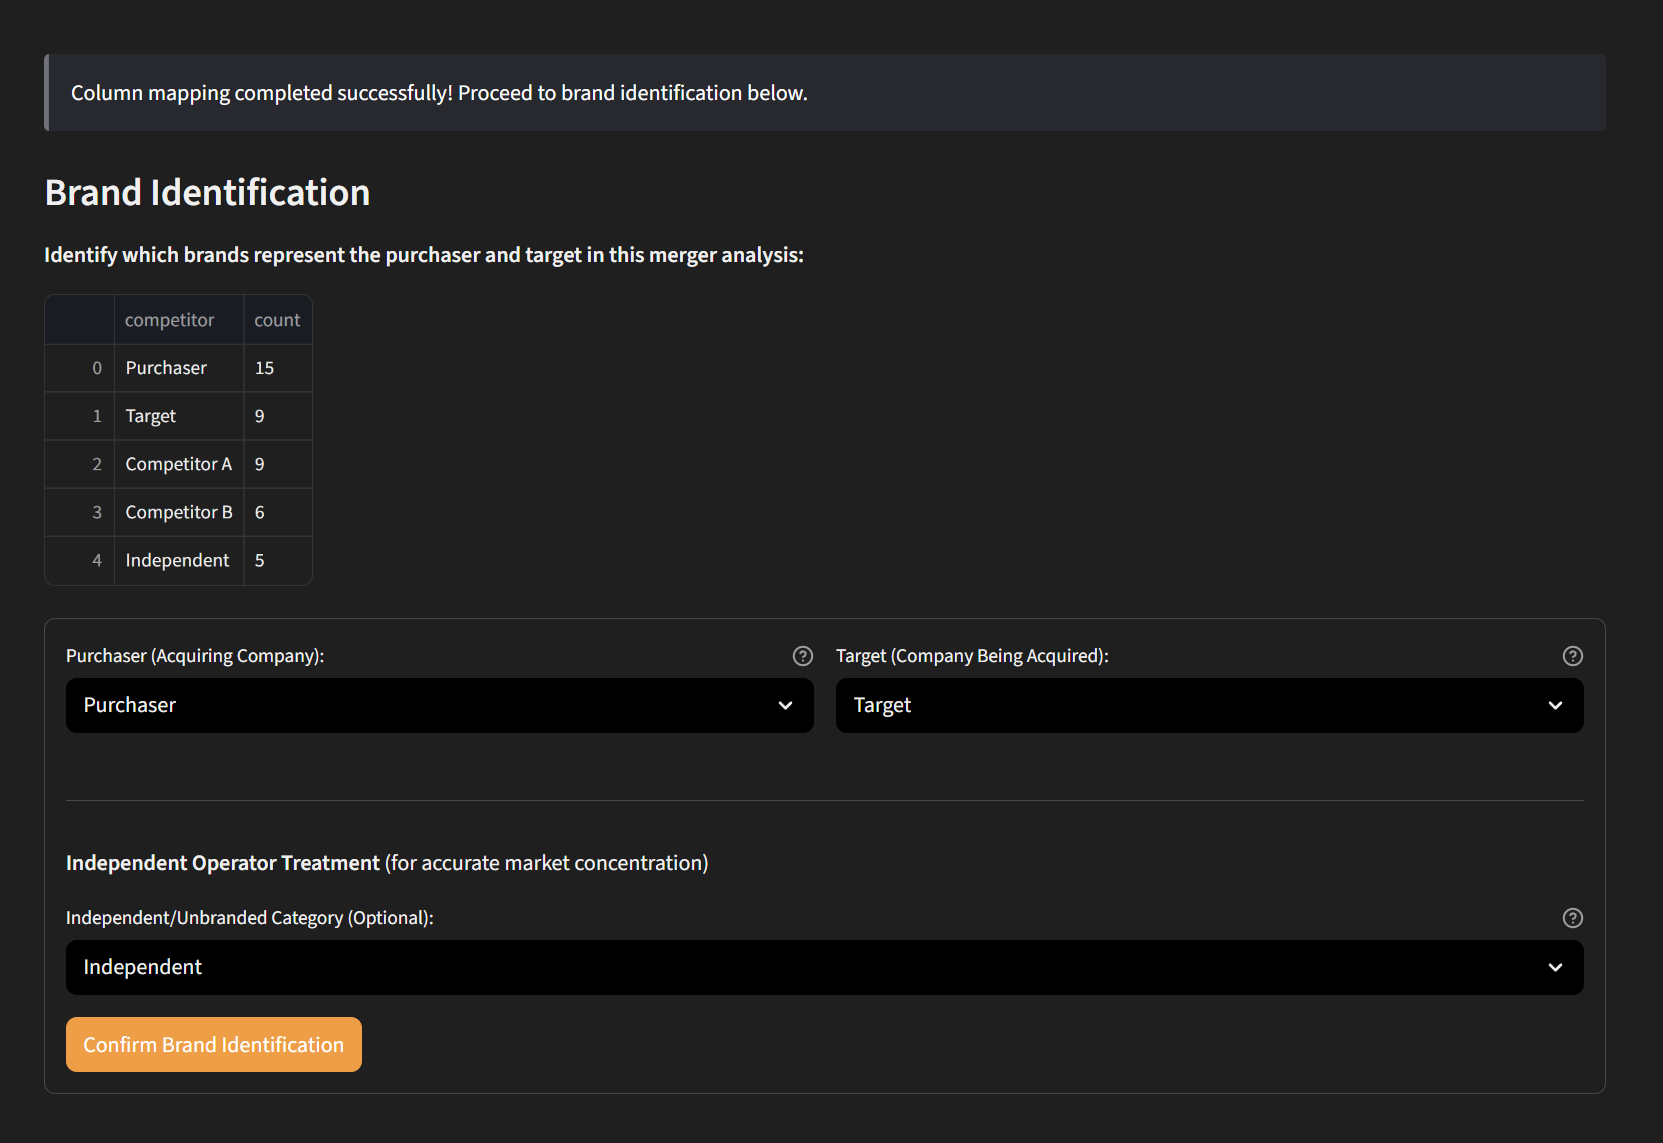 Column mapping completed successfully! Proceed to brand identification below.
Brand Identification
Identify which brands represent the purchaser and target in this merger analysis:
competitor count
0 Purchaser 15
1 Target 9
2 Competitor A 9
3 Competitor B 6
4 Independent 5
Purchaser (Acquiring Company): Target (Company Being Acquired):
Purchaser Target
Independent Operator Treatment (for accurate market concentration)
Independent/Unbranded Category (Optional):
Independent
Confirm Brand Identification